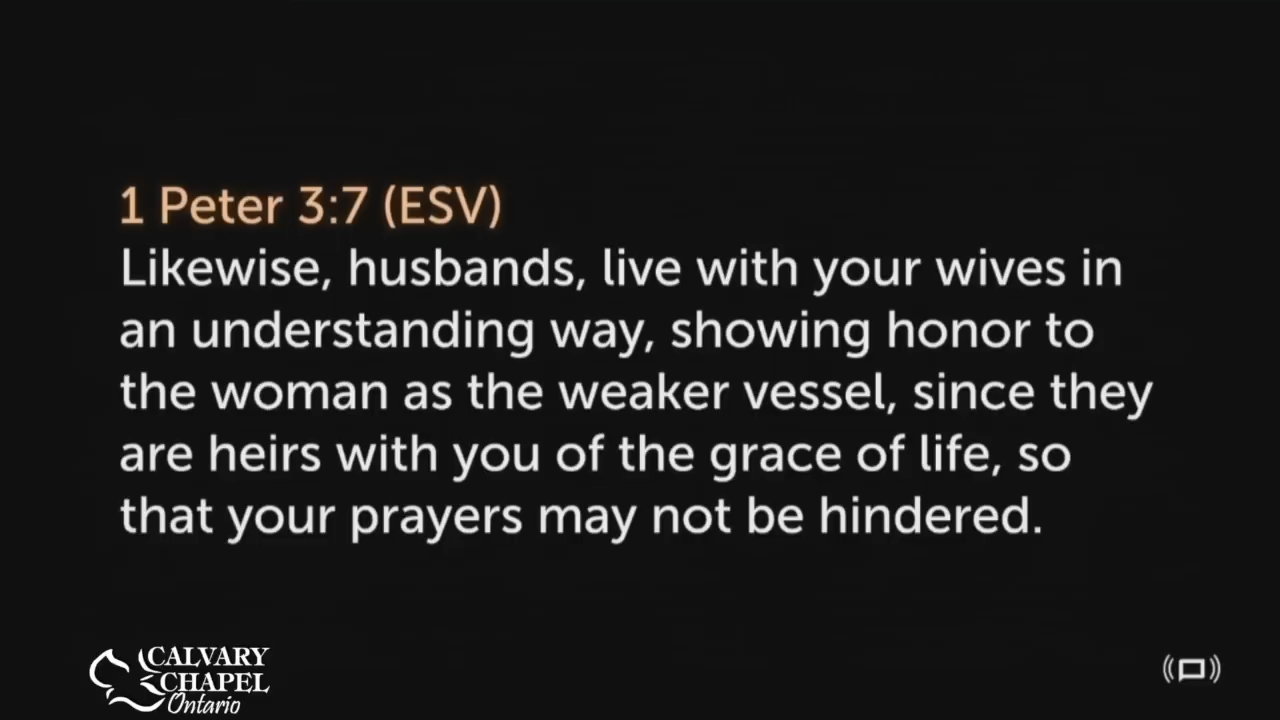 1 Peter 3:7 (ESV)
Likewise, husbands, live with your wives in
an understanding way, showing honor to
the woman as the weaker vessel, since they
are heirs with you of the grace of life, so
that your prayers may not be hindered.
CALVARY
CHAPEL
Ontario